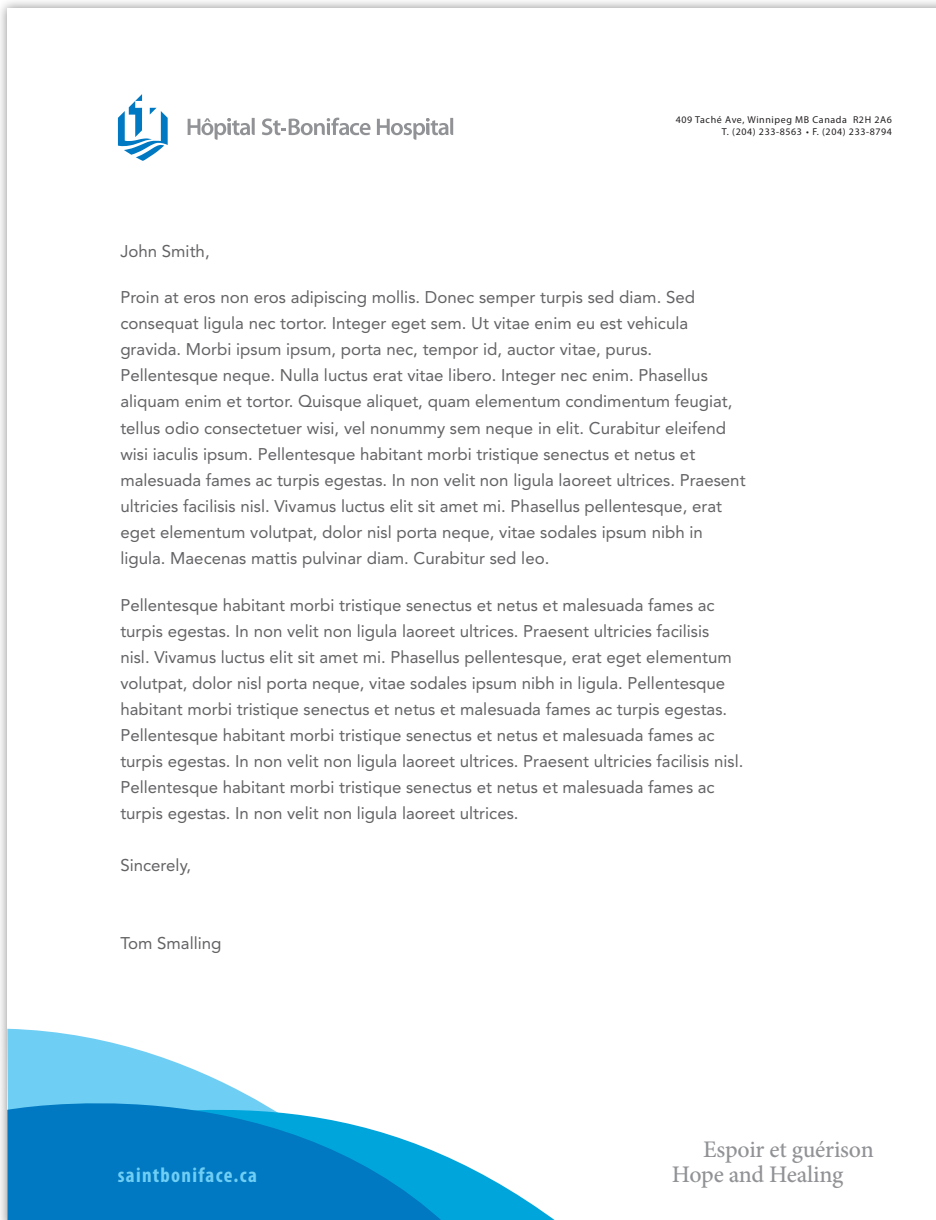 Hôpital St-Boniface Hospital
409 Taché Ave, Winnipeg MB Canada R2H 2A6
T. (204) 233-8563 • F. (204) 233-8794
John Smith,
Proin at eros non eros adipiscing mollis. Donec semper turpis sed diam. Sed
consequat ligula nec tortor. Integer eget sem. Ut vitae enim eu est vehicula
gravida. Morbi ipsum ipsum, porta nec, tempor id, auctor vitae, purus.
Pellentesque neque. Nulla luctus erat vitae libero. Integer nec enim. Phasellus
aliquam enim et tortor. Quisque aliquet, quam elementum condimentum feugiat,
tellus odio consectetuer wisi, vel nonummy sem neque in elit. Curabitur eleifend
wisi iaculis ipsum. Pellentesque habitant morbi tristique senectus et netus et
malesuada fames ac turpis egestas. In non velit non ligula laoreet ultrices. Praesent
ultricies facilisis nisl. Vivamus luctus elit sit amet mi. Phasellus pellentesque, erat
eget elementum volutpat, dolor nisl porta neque, vitae sodales ipsum nibh in
ligula. Maecenas mattis pulvinar diam. Curabitur sed leo.
Pellentesque habitant morbi tristique senectus et netus et malesuada fames ac
turpis egestas. In non velit non ligula laoreet ultrices. Praesent ultricies facilisis
nisl. Vivamus luctus elit sit amet mi. Phasellus pellentesque, erat eget elementum
volutpat, dolor nisl porta neque, vitae sodales ipsum nibh in ligula. Pellentesque
habitant morbi tristique senectus et netus et malesuada fames ac turpis egestas.
Pellentesque habitant morbi tristique senectus et netus et malesuada fames ac
turpis egestas. In non velit non ligula laoreet ultrices. Praesent ultricies facilisis nisl.
Pellentesque habitant morbi tristique senectus et netus et malesuada fames ac
turpis egestas. In non velit non ligula laoreet ultrices.
Sincerely,
Tom Smalling
saintboniface.ca
Espoir et guérison
Hope and Healing